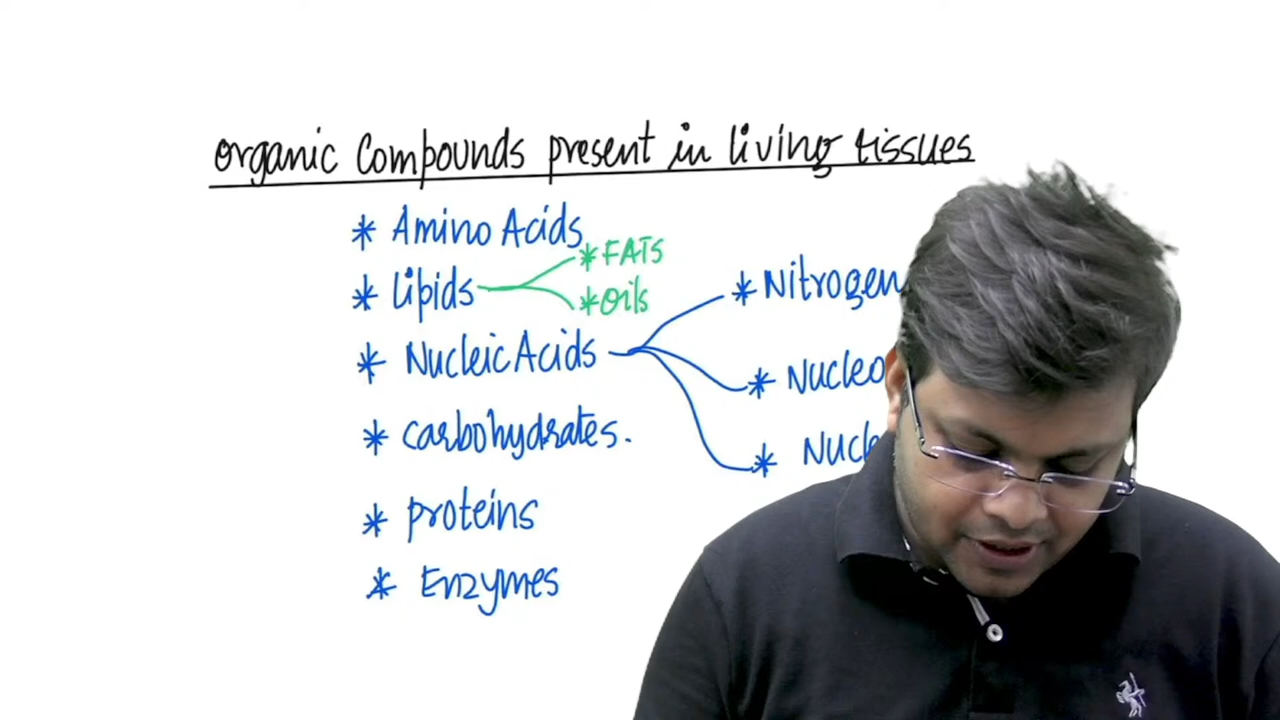 organic compounds present in living tissues
* Amino Acids
* Lipids
* FATs
* oils
* Nucleic Acids
* Nitrogen
* Nucleo
* Nucle
* carbohydrates.
* proteins
* Enzymes